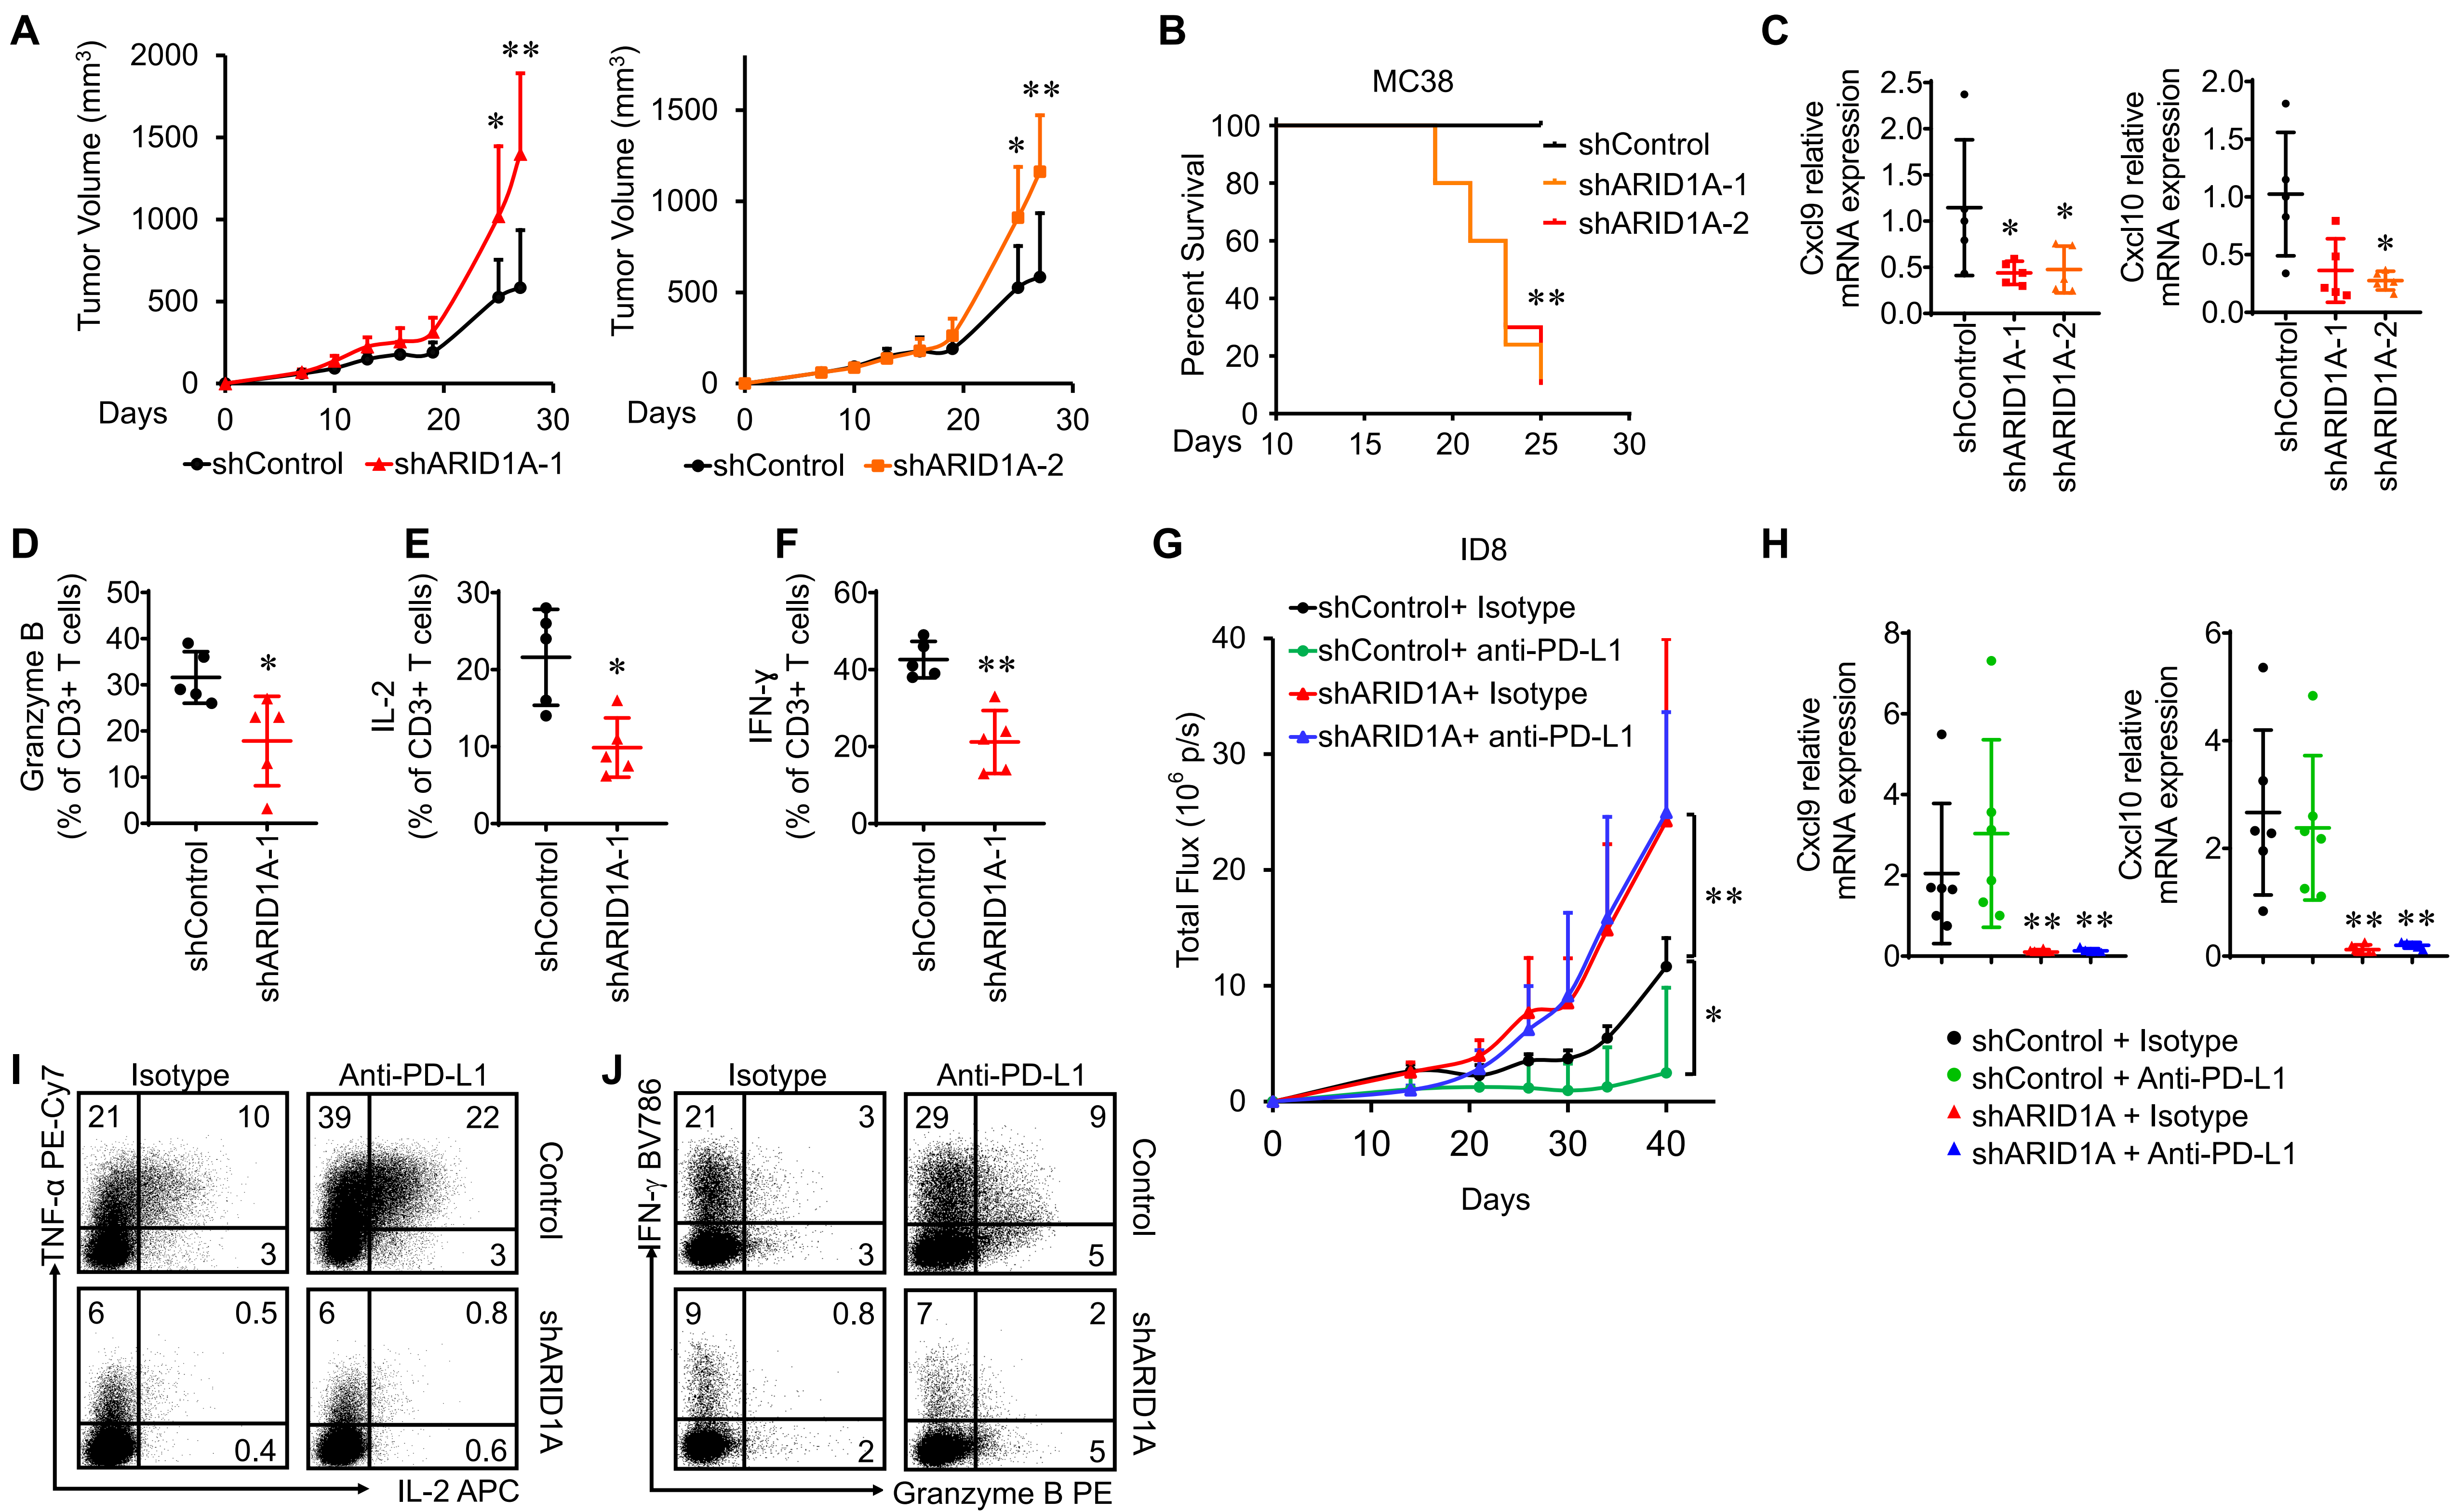 A
Tumor Volume (mm3)
2000
1500
1000
500
0
* **
Days
0 10 20 30
shControl shARID1A-1
Tumor Volume (mm3)
1500
1000
500
0
* **
0 10 20 30
shControl shARID1A-2
B
MC38
Percent Survival
100
80
60
40
20
0
**
Days
10 15 20 25 30
shControl
shARID1A-1
shARID1A-2
C
Cxcl9 relative
mRNA expression
2.5
2.0
1.5
1.0
0.5
0.0
* *
shControl
shARID1A-1
shARID1A-2
Cxcl10 relative
mRNA expression
2.0
1.5
1.0
0.5
0.0
*
shControl
shARID1A-1
shARID1A-2
D
Granzyme B
(% of CD3+ T cells)
50
40
30
20
10
0
*
shControl
shARID1A-1
E
IL-2
(% of CD3+ T cells)
30
20
10
0
*
shControl
shARID1A-1
F
IFN-γ
(% of CD3+ T cells)
60
40
20
0
**
shControl
shARID1A-1
G
ID8
shControl+ Isotype
shControl+ anti-PD-L1
shARID1A+ Isotype
shARID1A+ anti-PD-L1
Total Flux (106 p/s)
40
30
20
10
0
**
*
0 10 20 30 40
Days
H
Cxcl9 relative
mRNA expression
8
6
4
2
0
** **
Cxcl10 relative
mRNA expression
6
4
2
0
** **
shControl + Isotype
shControl + Anti-PD-L1
shARID1A + Isotype
shARID1A + Anti-PD-L1
I
Isotype Anti-PD-L1
TNF-α PE-Cy7
21 10
3
39 22
3
Control
6 0.5
0.4
6 0.8
0.6
shARID1A
IL-2 APC
J
Isotype Anti-PD-L1
IFN-γ BV786
21 3
3
29 9
5
Control
9 0.8
2
7 2
5
shARID1A
Granzyme B PE